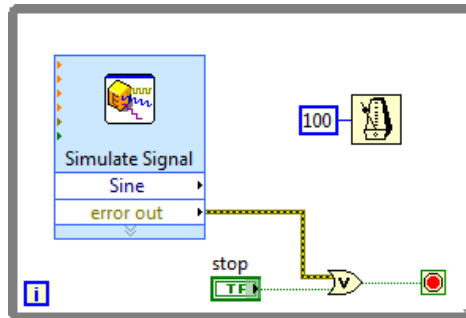 100
Simulate Signal
Sine
error out
stop
TF
V
i